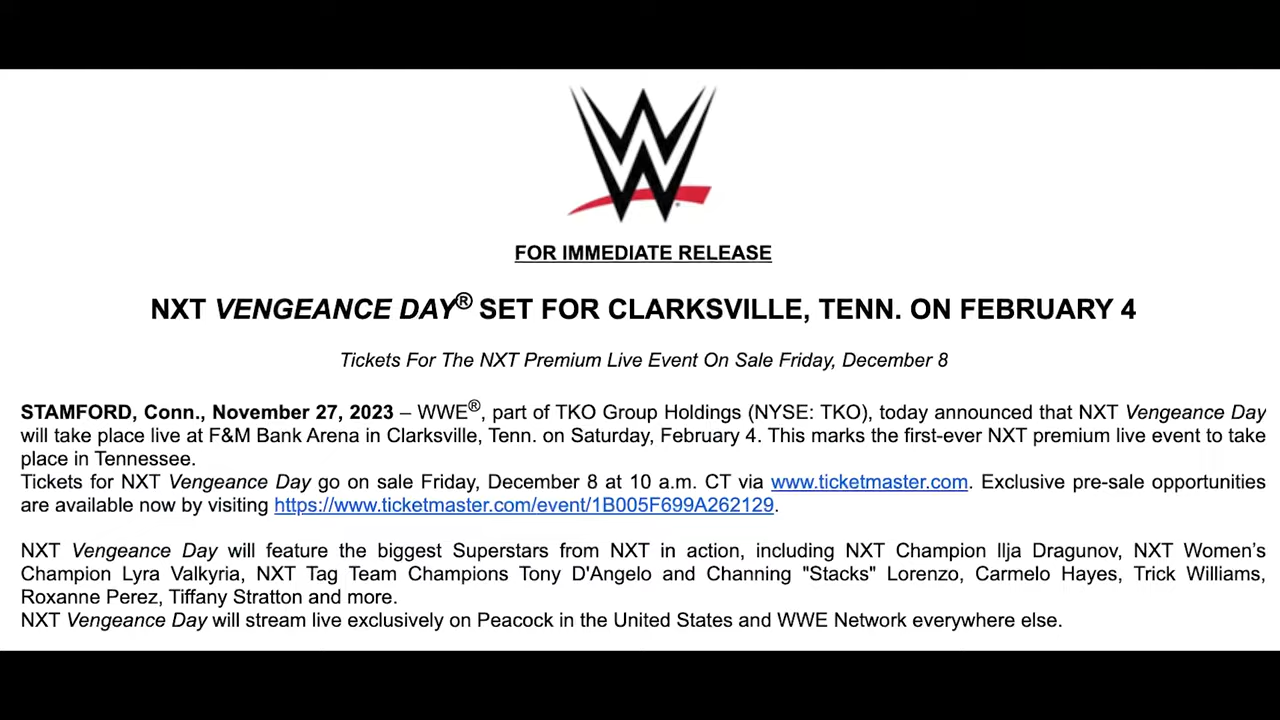 FOR IMMEDIATE RELEASE
NXT VENGEANCE DAY® SET FOR CLARKSVILLE, TENN. ON FEBRUARY 4
Tickets For The NXT Premium Live Event On Sale Friday, December 8
STAMFORD, Conn., November 27, 2023 – WWE®, part of TKO Group Holdings (NYSE: TKO), today announced that NXT Vengeance Day
will take place live at F&M Bank Arena in Clarksville, Tenn. on Saturday, February 4. This marks the first-ever NXT premium live event to take
place in Tennessee.
Tickets for NXT Vengeance Day go on sale Friday, December 8 at 10 a.m. CT via www.ticketmaster.com. Exclusive pre-sale opportunities
are available now by visiting https://www.ticketmaster.com/event/1B005F699A262129.
NXT Vengeance Day will feature the biggest Superstars from NXT in action, including NXT Champion Ilja Dragunov, NXT Women's
Champion Lyra Valkyria, NXT Tag Team Champions Tony D'Angelo and Channing "Stacks" Lorenzo, Carmelo Hayes, Trick Williams,
Roxanne Perez, Tiffany Stratton and more.
NXT Vengeance Day will stream live exclusively on Peacock in the United States and WWE Network everywhere else.